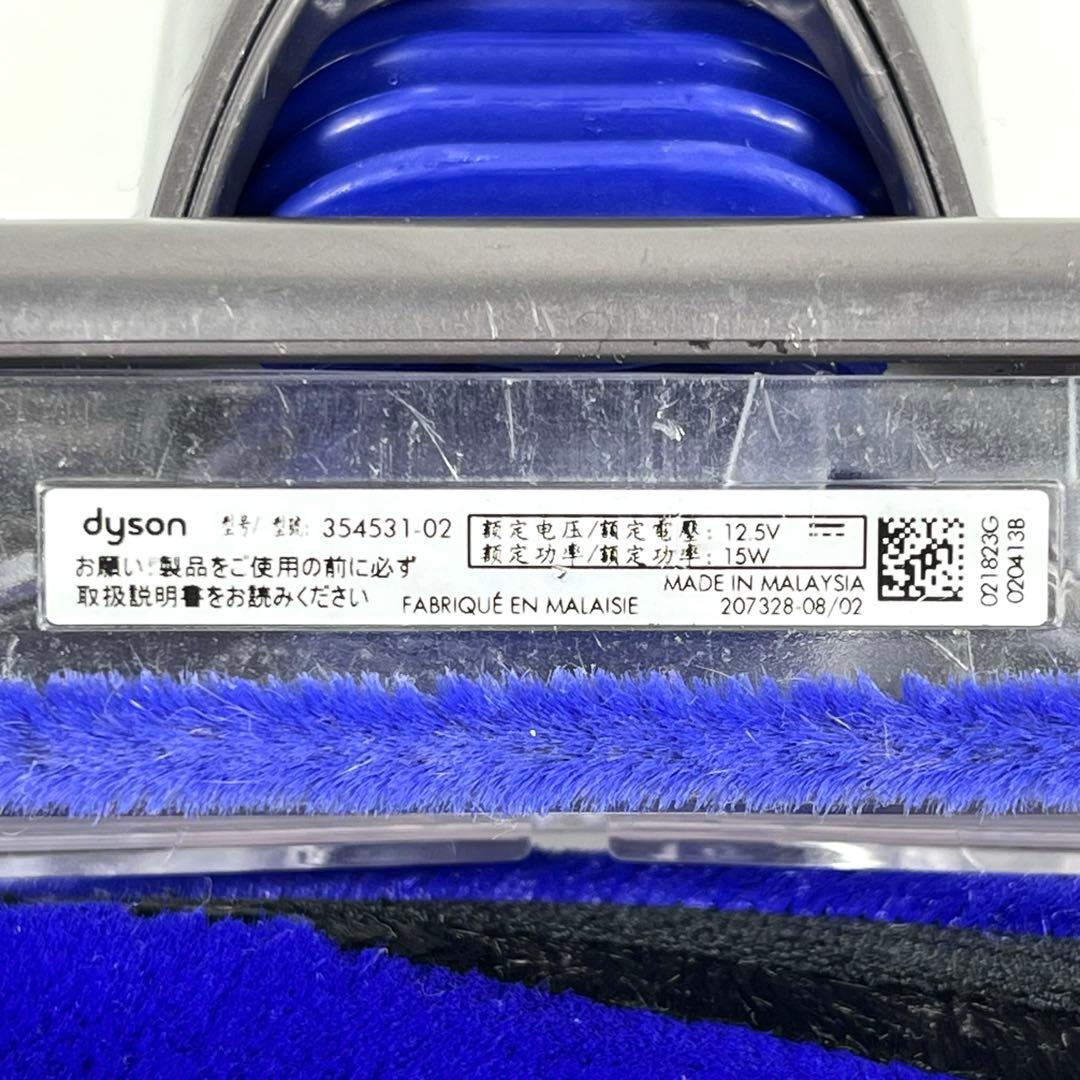 dyson 型号/ 型號: 354531-02
额定电压/額定電壓: 12.5V
额定功率/額定功率: 15W
お願い:製品をご使用の前に必ず
取扱説明書をお読みください
FABRIQUÉ EN MALAISIE
MADE IN MALAYSIA
207328-08/02
021823G
020413B